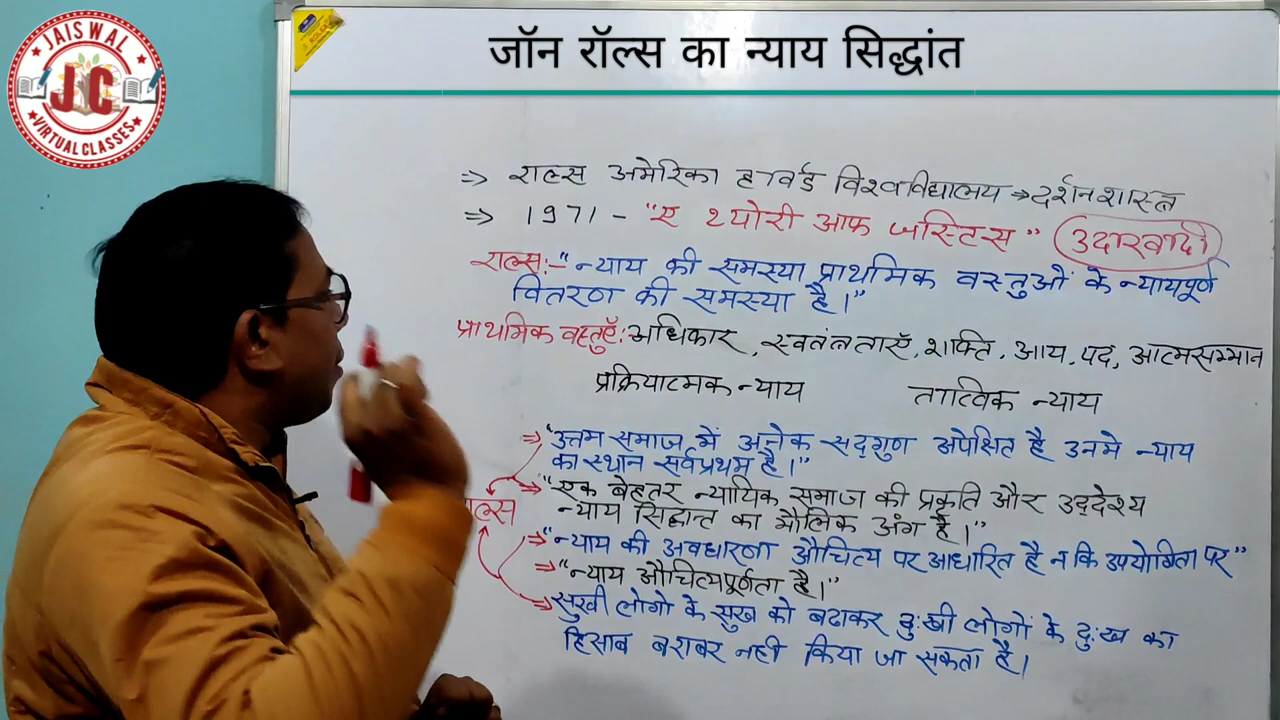 JAISWAL
JC
VIRTUAL CLASSES
जॉन रॉल्स का न्याय सिद्धांत
⇒ राल्स अमेरिका हार्वर्ड विश्वविद्यालय → दर्शनशास्त्र
⇒ 1971 - "ए थ्योरी आफ जस्टिस" उदारवादी
राल्स:- "न्याय की समस्या प्राथमिक वस्तुओं के न्यायपूर्ण
वितरण की समस्या है।"
प्राथमिक वस्तुएँ: अधिकार, स्वतंत्रताएँ, शक्ति, आय, पद, आत्मसम्मान
प्रक्रियात्मक न्याय तात्विक न्याय
⇒ "उत्तम समाज में अनेक सद्गुण अपेक्षित है उनमे न्याय
का स्थान सर्वप्रथम है।"
⇒ "एक बेहतर न्यायिक समाज की प्रकृति और उद्देश्य
न्याय सिद्धान्त का मौलिक अंग है।"
⇒ "न्याय की अवधारणा औचित्य पर आधारित है न कि उपयोगिता पर"
⇒ "न्याय औचित्यपूर्णता है।"
⇒ सुखी लोगो के सुख को बढाकर दुःखी लोगों के दुःख का
हिसाब बराबर नही किया जा सकता है।